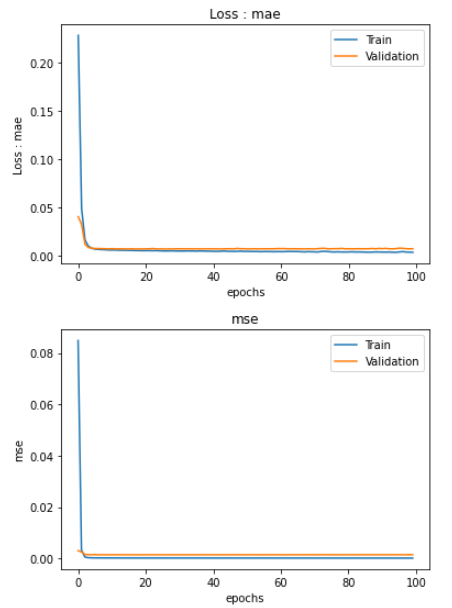 Loss : mae
Train
Validation
0.20
0.15
0.10
0.05
0.00
Loss : mae
0 20 40 60 80 100
epochs
mse
Train
Validation
0.08
0.06
0.04
0.02
0.00
mse
0 20 40 60 80 100
epochs